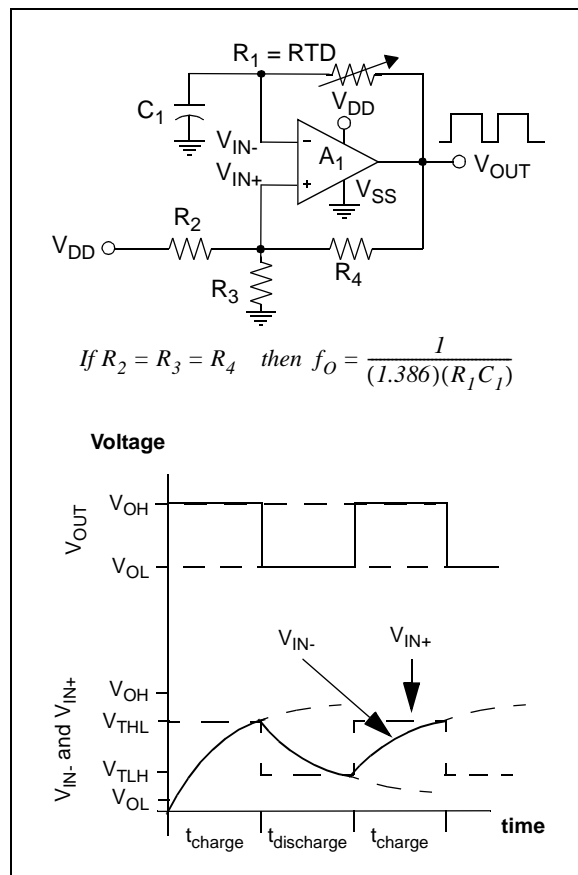 R1 = RTD
C1
VDD
VIN-
- A1
VIN+
+
VSS
VOUT
VDD
R2
R4
R3
If R2 = R3 = R4 then fO = 1 / (1.386)(R1C1)
Voltage
VOUT
VOH
VOL
VIN- and VIN+
VIN-
VIN+
VOH
VTHL
VTLH
VOL
tcharge
tdischarge
tcharge
time